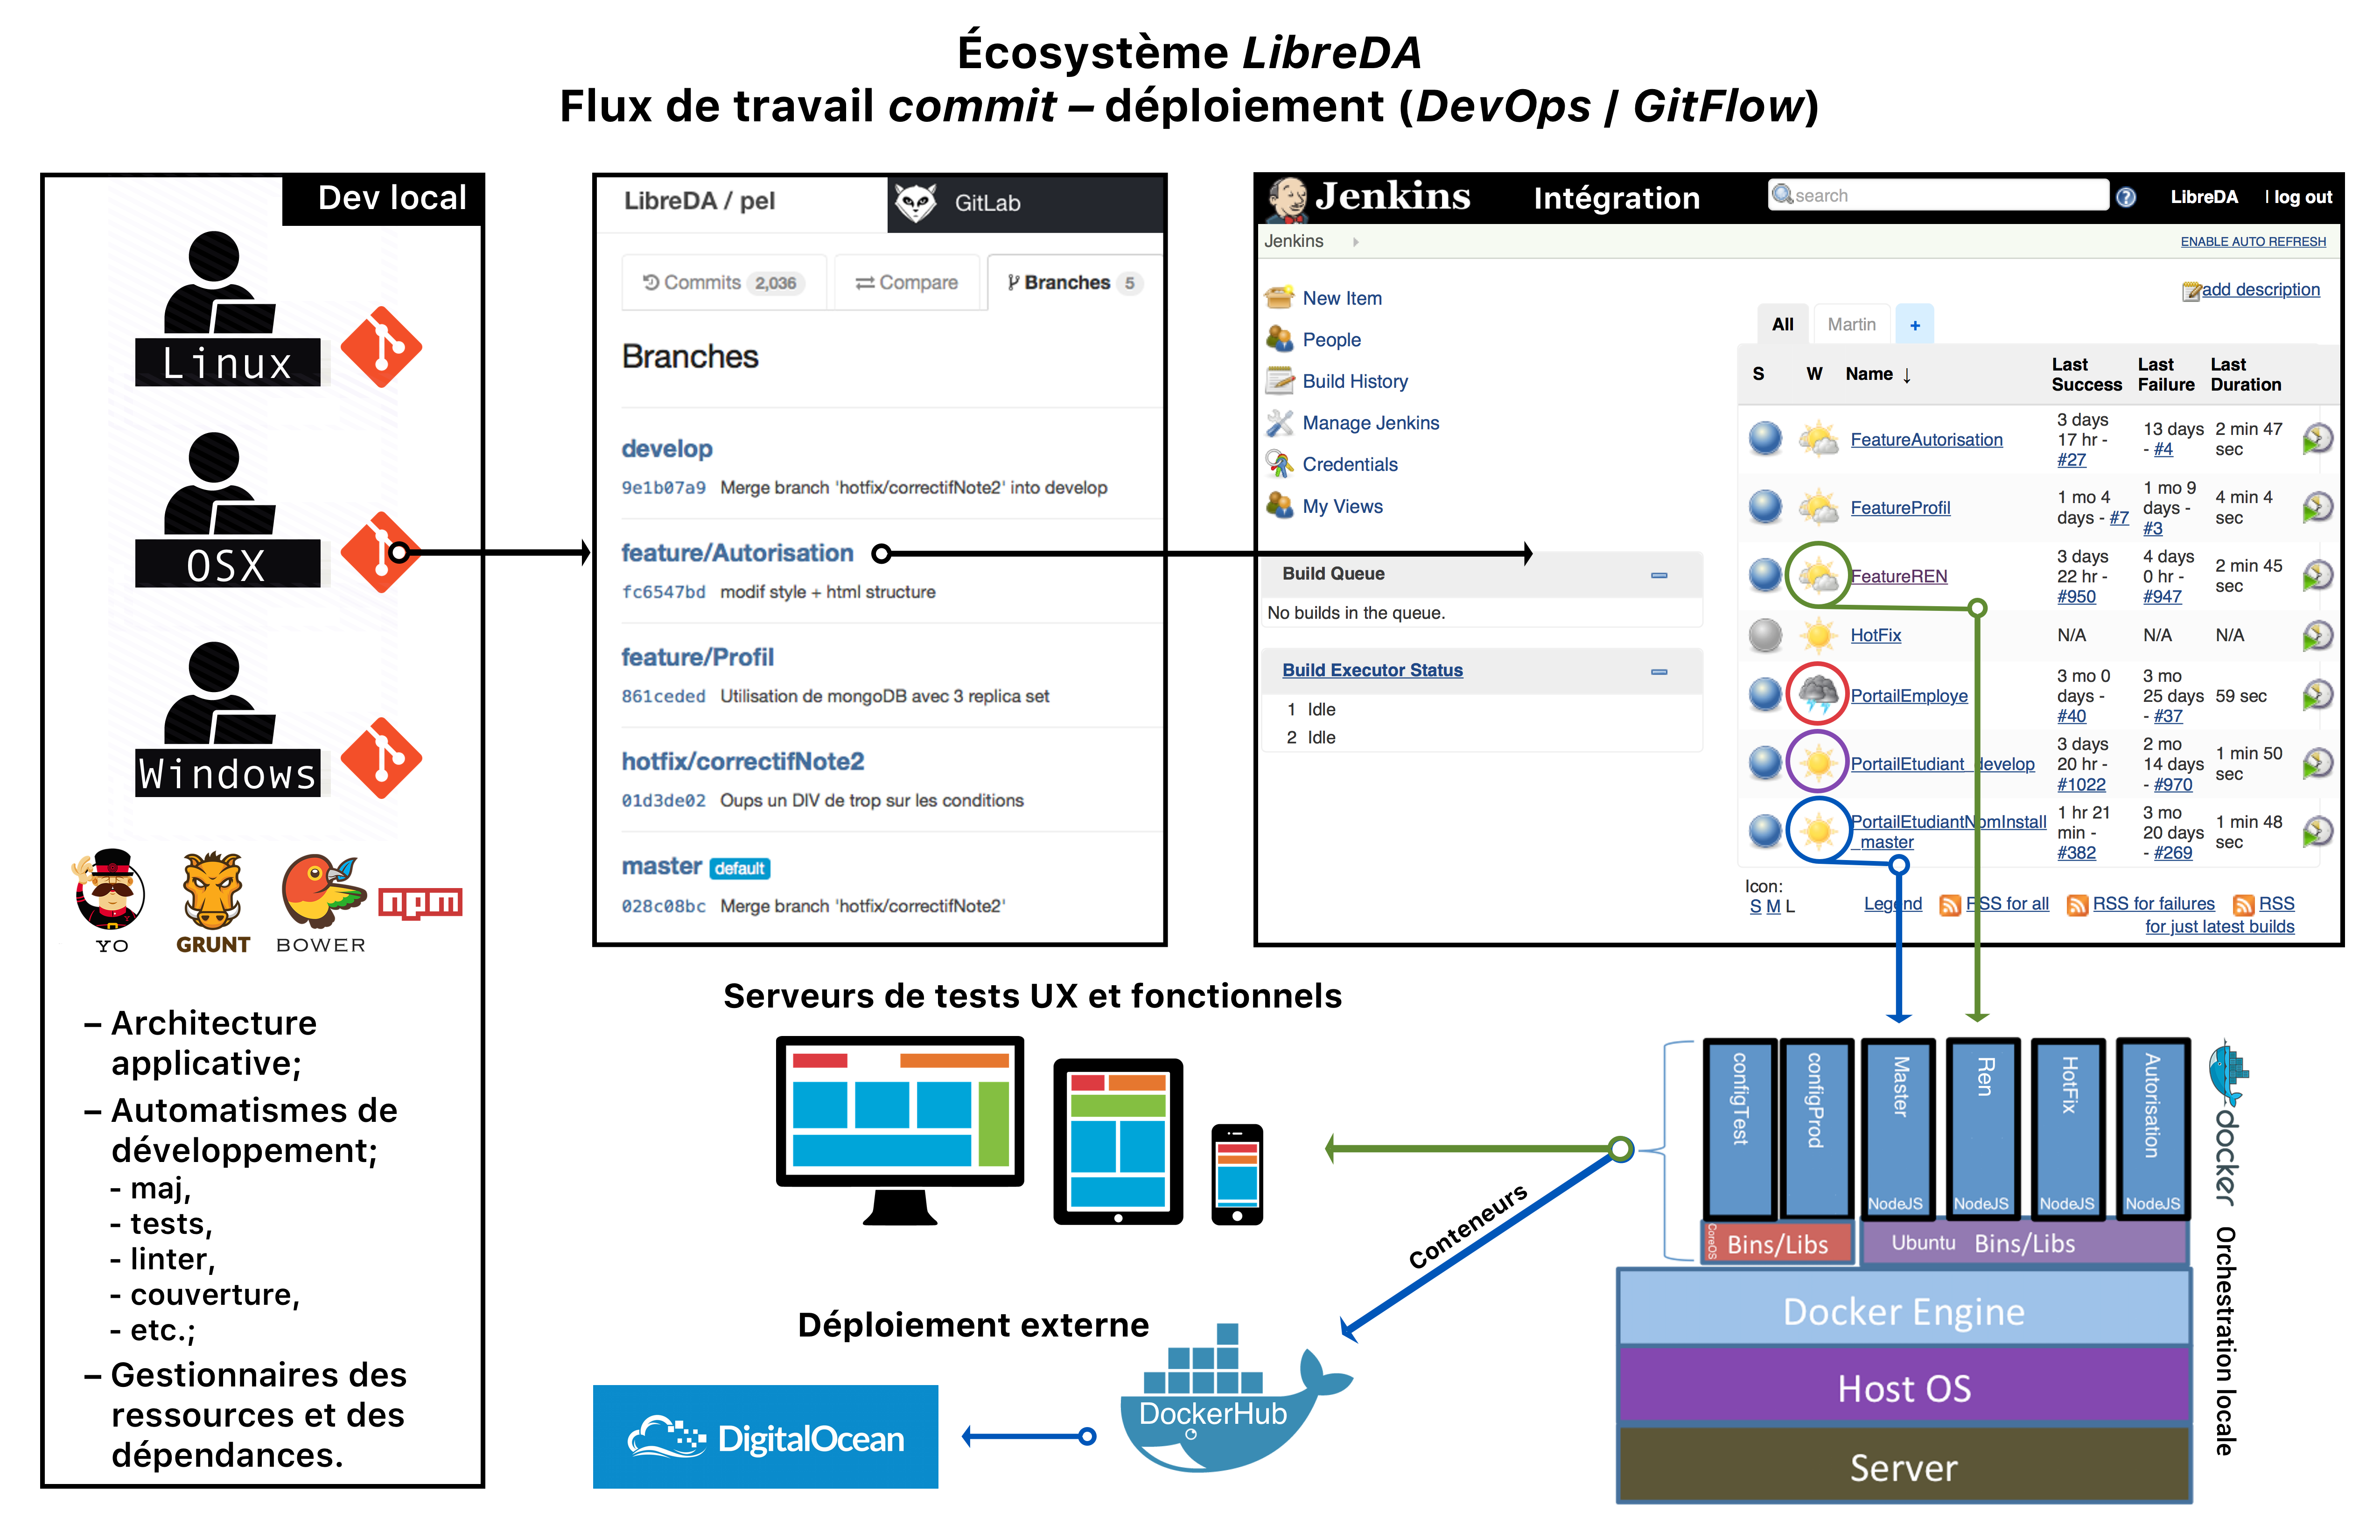 Écosystème LibreDA
Flux de travail commit – déploiement (DevOps / GitFlow)
Dev local
Linux
OSX
Windows
YO
GRUNT
BOWER
npm
– Architecture
applicative;
– Automatismes de
développement;
- maj,
- tests,
- linter,
- couverture,
- etc.;
– Gestionnaires des
ressources et des
dépendances.
LibreDA / pel
GitLab
Commits 2,036
Compare
Branches 5
Branches
develop
9e1b07a9 Merge branch 'hotfix/correctifNote2' into develop
feature/Autorisation
fc6547bd modif style + html structure
feature/Profil
861ceded Utilisation de mongoDB avec 3 replica set
hotfix/correctifNote2
01d3de02 Oups un DIV de trop sur les conditions
master default
028c08bc Merge branch 'hotfix/correctifNote2'
Jenkins
Intégration
search
?
LibreDA
| log out
Jenkins
ENABLE AUTO REFRESH
New Item
People
Build History
Manage Jenkins
Credentials
My Views
Build Queue
No builds in the queue.
Build Executor Status
1 Idle
2 Idle
add description
All
Martin
+
S W Name ↓
Last
Success
Last
Failure
Last
Duration
FeatureAutorisation
3 days
17 hr -
#27
13 days
- #4
2 min 47
sec
FeatureProfil
1 mo 4
days - #7
1 mo 9
days -
#3
4 min 4
sec
FeatureREN
3 days
22 hr -
#950
4 days
0 hr -
#947
2 min 45
sec
HotFix
N/A
N/A
N/A
PortailEmploye
3 mo 0
days -
#40
3 mo
25 days
- #37
59 sec
PortailEtudiant_develop
3 days
20 hr -
#1022
2 mo
14 days
- #970
1 min 50
sec
PortailEtudiantNpmInstall
_master
1 hr 21
min -
#382
3 mo
20 days
- #269
1 min 48
sec
Icon:
S M L
Legend
RSS for all
RSS for failures
RSS
for just latest builds
Serveurs de tests UX et fonctionnels
Conteneurs
Déploiement externe
DockerHub
DigitalOcean
configTest
configProd
Master
NodeJS
Ren
NodeJS
HotFix
NodeJS
Autorisation
NodeJS
CoreOS
Bins/Libs
Ubuntu Bins/Libs
Docker Engine
Host OS
Server
docker
Orchestration locale